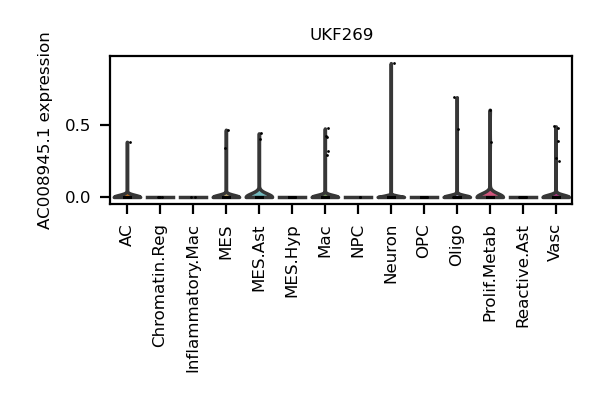 UKF269
AC008945.1 expression
0.5
0.0
AC
Chromatin.Reg
Inflammatory.Mac
MES
MES.Ast
MES.Hyp
Mac
NPC
Neuron
OPC
Oligo
Prolif.Metab
Reactive.Ast
Vasc